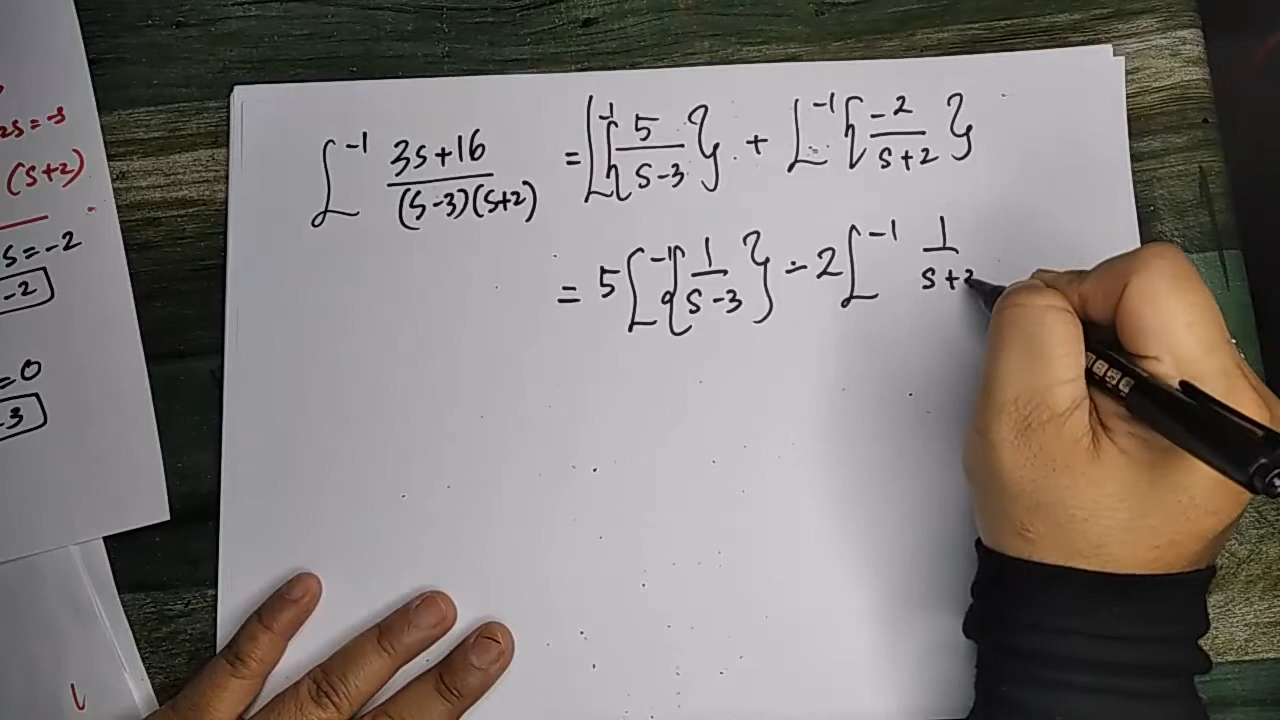 2s=-s
(s+2)
s=-2
-2
=0
-3
L⁻¹ 3s+16/(s-3)(s+2) = L⁻¹{5/s-3} + L⁻¹{-2/s+2}
= 5L⁻¹{1/s-3} - 2L⁻¹ 1/s+2